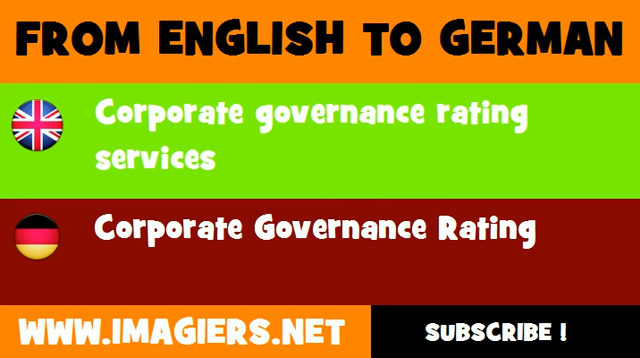 FROM ENGLISH TO GERMAN
Corporate governance rating
services
Corporate Governance Rating
WWW.IMAGIERS.NET
SUBSCRIBE !